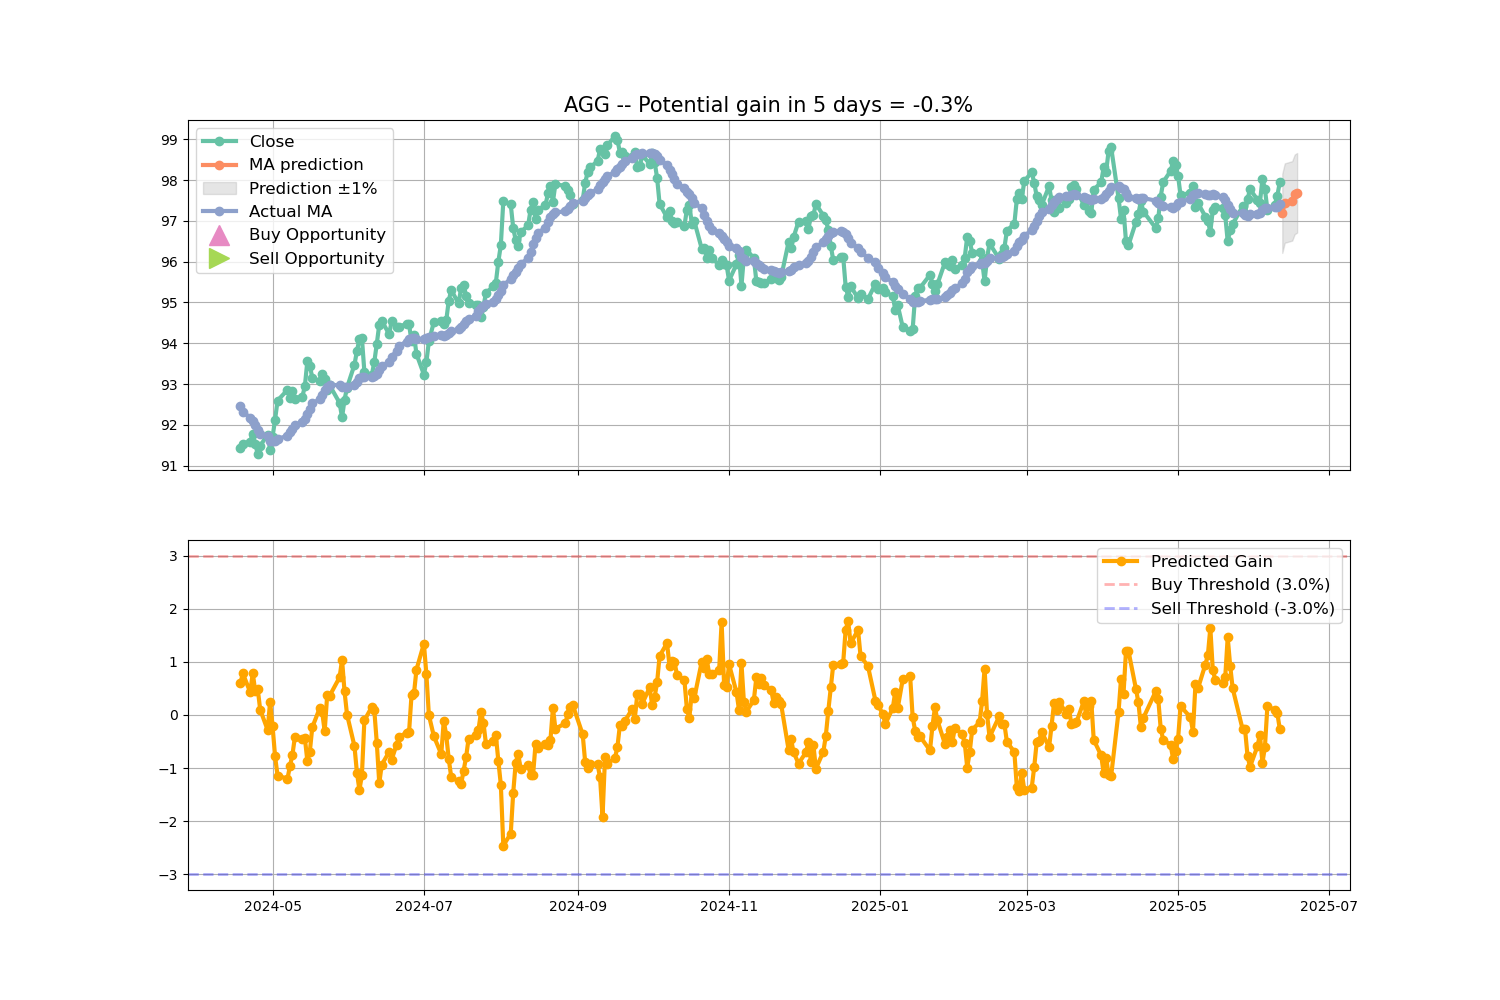 AGG -- Potential gain in 5 days = -0.3%
99
98
97
96
95
94
93
92
91
Close
MA prediction
Prediction ±1%
Actual MA
Buy Opportunity
Sell Opportunity
3
2
1
0
−1
−2
−3
Predicted Gain
Buy Threshold (3.0%)
Sell Threshold (-3.0%)
2024-05
2024-07
2024-09
2024-11
2025-01
2025-03
2025-05
2025-07